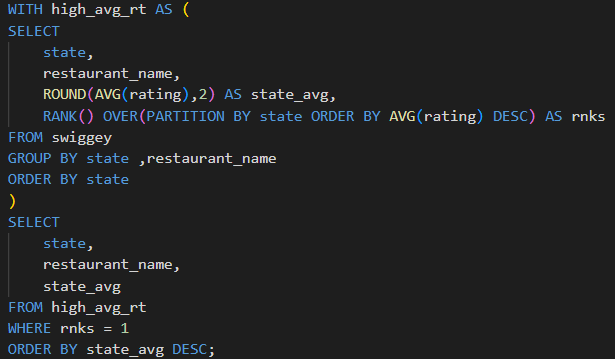 WITH high_avg_rt AS (
SELECT
    state,
    restaurant_name,
    ROUND(AVG(rating),2) AS state_avg,
    RANK() OVER(PARTITION BY state ORDER BY AVG(rating) DESC) AS rnks
FROM swiggey
GROUP BY state ,restaurant_name
ORDER BY state
)
SELECT
    state,
    restaurant_name,
    state_avg
FROM high_avg_rt
WHERE rnks = 1
ORDER BY state_avg DESC;